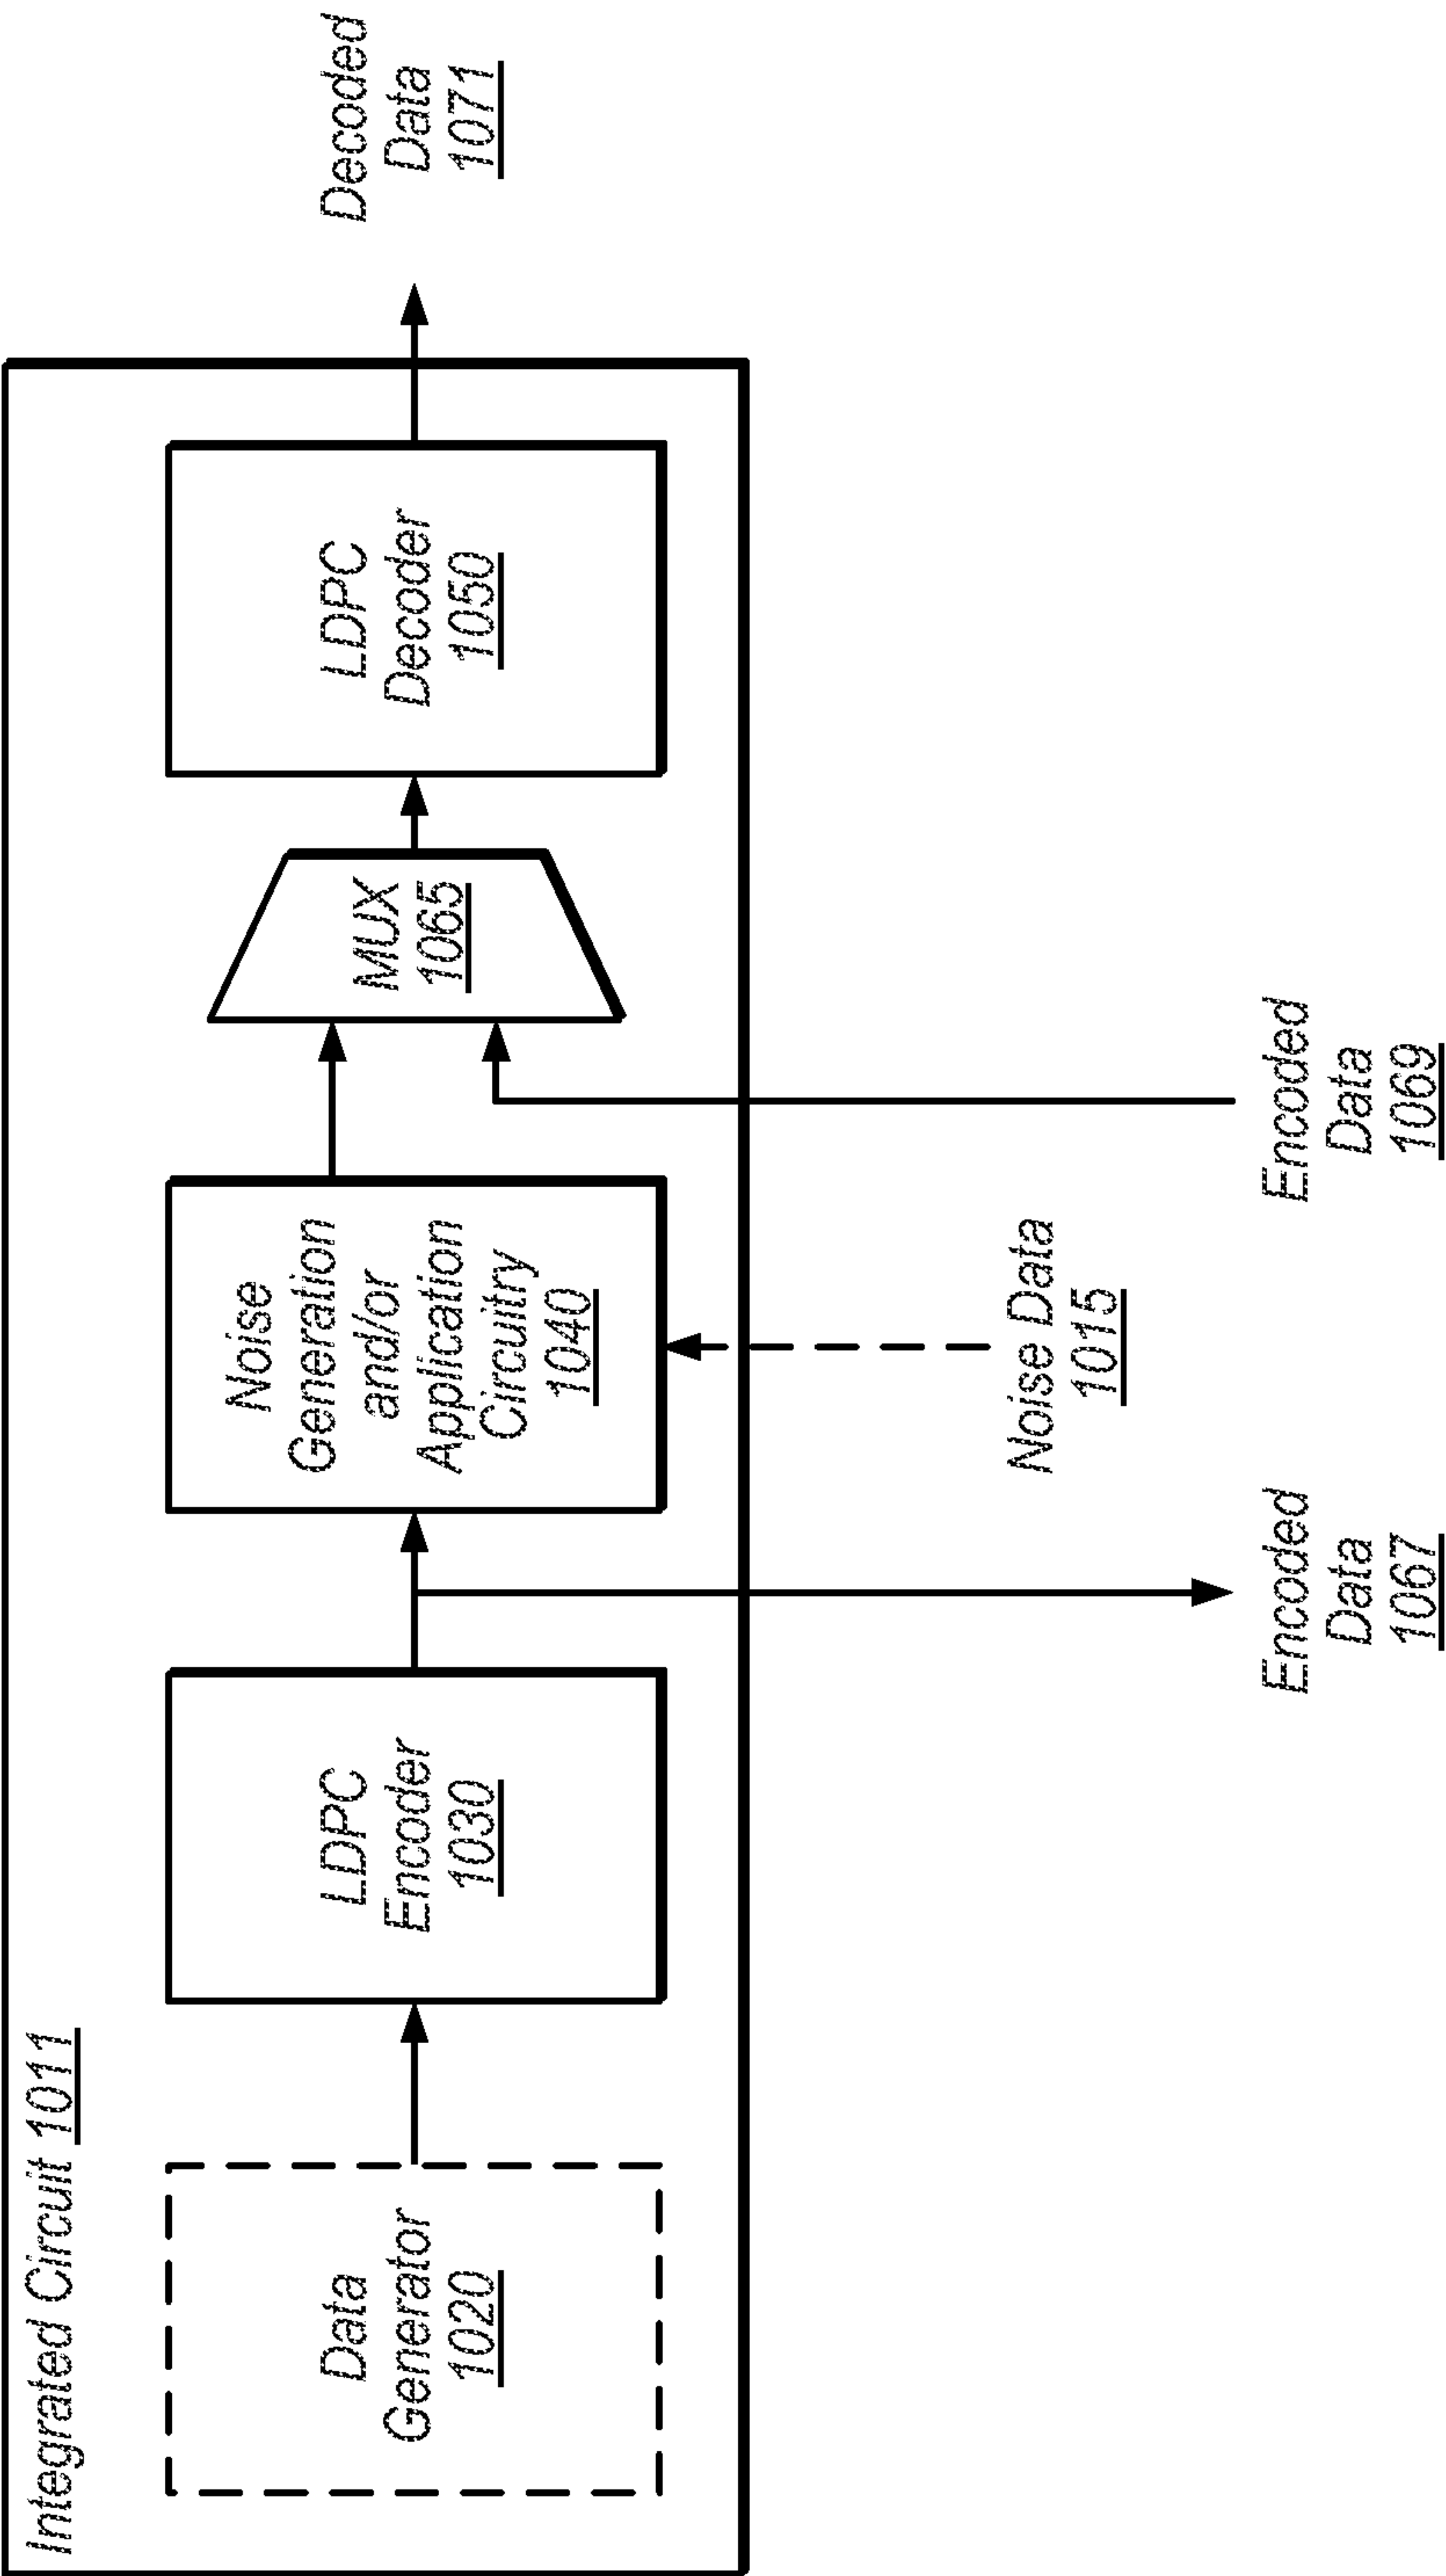 Integrated Circuit 1011
Data
Generator
1020
LDPC
Encoder
1030
Noise
Generation
and/or
Application
Circuitry
1040
MUX
1065
LDPC
Decoder
1050
Decoded
Data
1071
Encoded
Data
1067
Noise Data
1015
Encoded
Data
1069